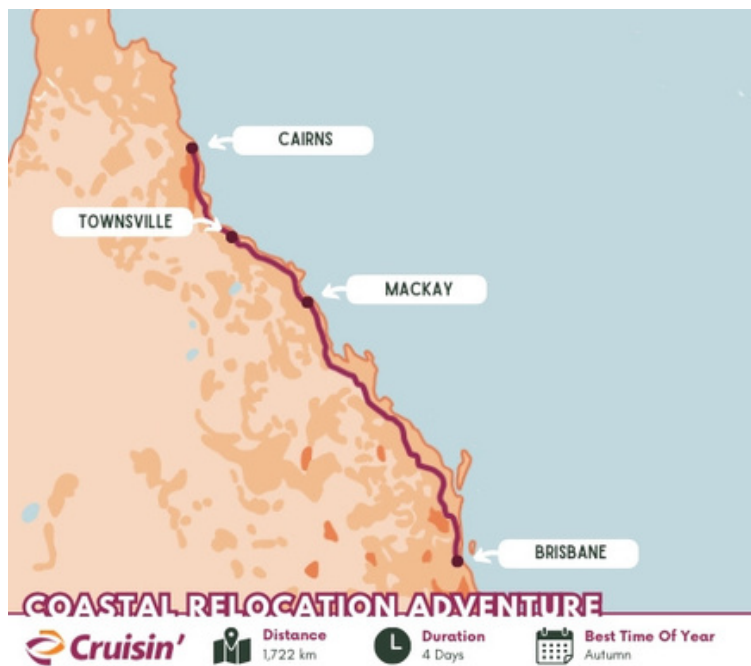 CAIRNS
TOWNSVILLE
MACKAY
BRISBANE
COASTAL RELOCATION ADVENTURE
Cruisin'
Distance
1,722 km
Duration
4 Days
Best Time Of Year
Autumn